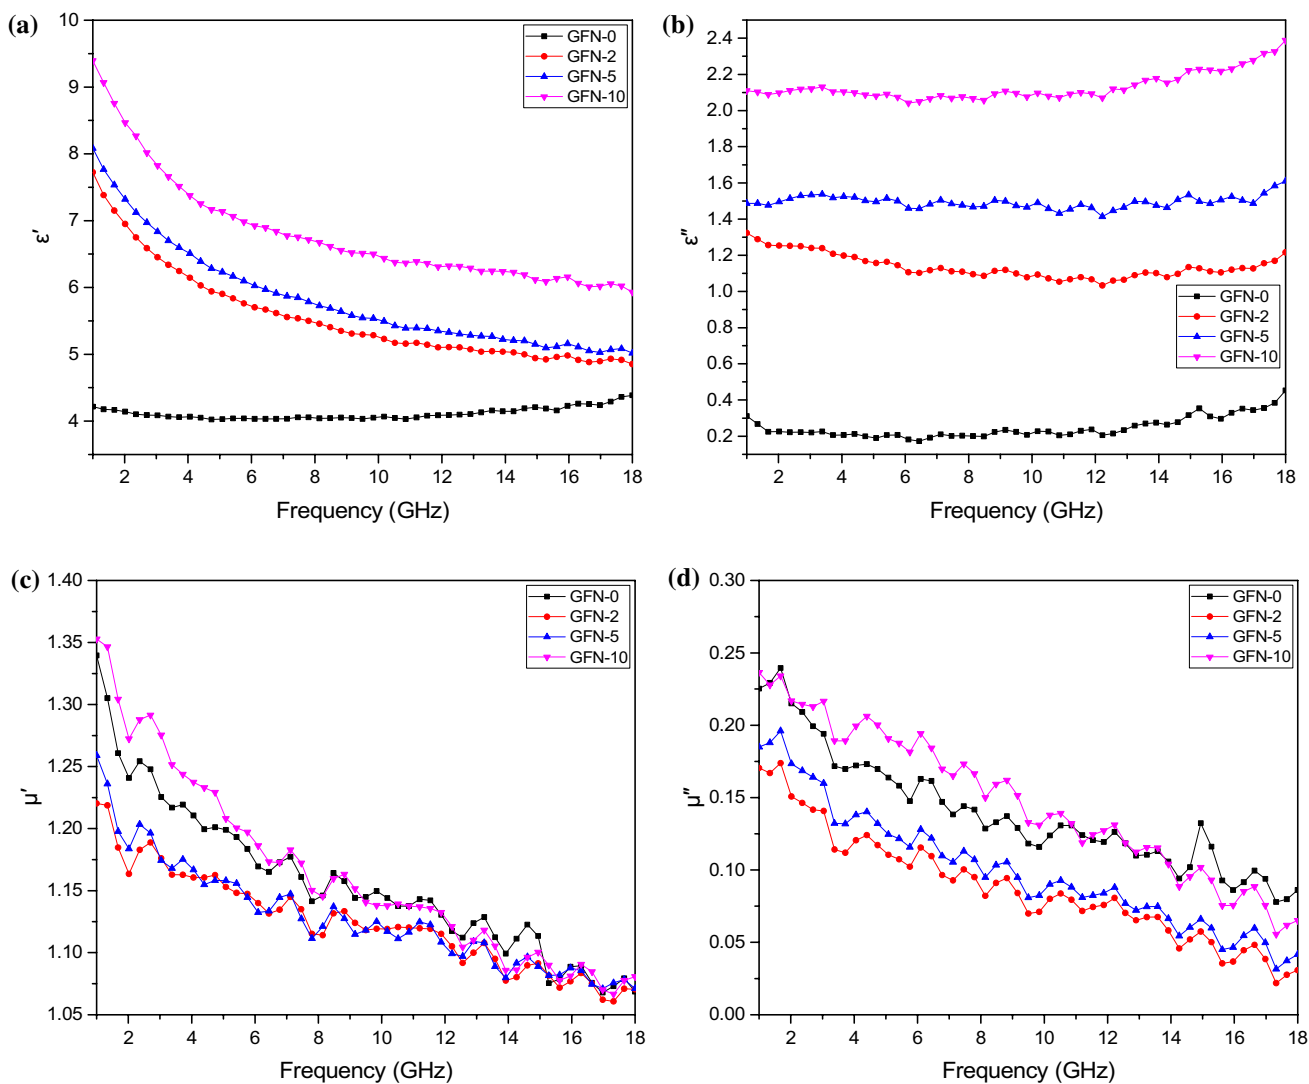 (a)
10
9
8
7
6
5
4
ε′
2 4 6 8 10 12 14 16 18
Frequency (GHz)
GFN-0
GFN-2
GFN-5
GFN-10
(b)
2.4
2.2
2.0
1.8
1.6
1.4
1.2
1.0
0.8
0.6
0.4
0.2
ε″
2 4 6 8 10 12 14 16 18
Frequency (GHz)
GFN-0
GFN-2
GFN-5
GFN-10
(c)
1.40
1.35
1.30
1.25
1.20
1.15
1.10
1.05
μ′
2 4 6 8 10 12 14 16 18
Frequency (GHz)
GFN-0
GFN-2
GFN-5
GFN-10
(d)
0.30
0.25
0.20
0.15
0.10
0.05
0.00
μ″
2 4 6 8 10 12 14 16 18
Frequency (GHz)
GFN-0
GFN-2
GFN-5
GFN-10